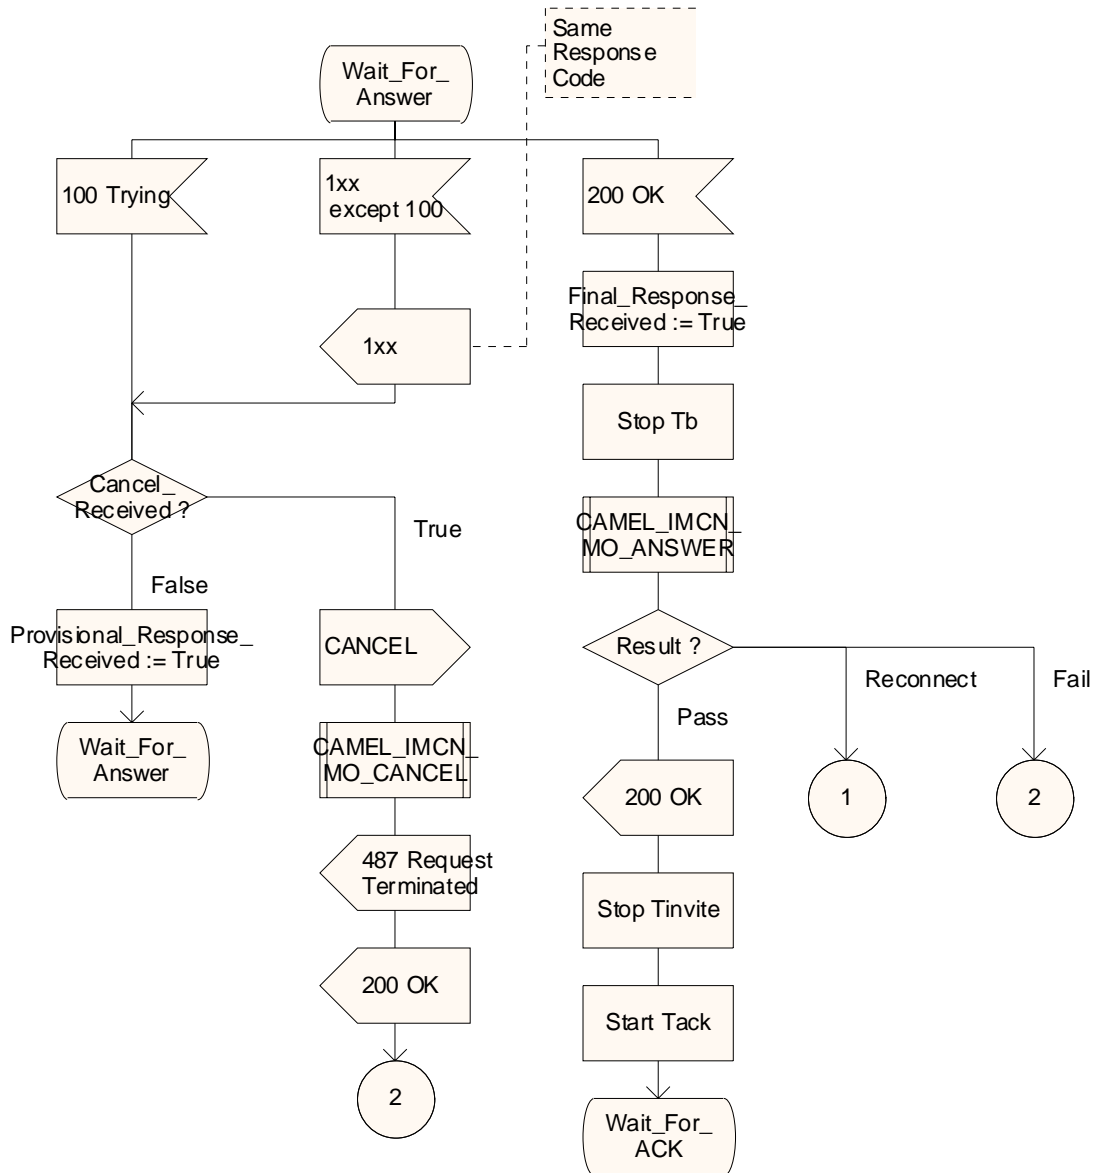 Same
Response
Code
Wait_For_
Answer
100 Trying
1xx
except 100
200 OK
Final_Response_
Received := True
1xx
Stop Tb
Cancel_
Received ?
True
CAMEL_IMCN_
MO_ANSWER
False
Provisional_Response_
Received := True
CANCEL
Result ?
Reconnect
Fail
Pass
Wait_For_
Answer
CAMEL_IMCN_
MO_CANCEL
200 OK
1
2
487 Request
Terminated
Stop Tinvite
200 OK
Start Tack
2
Wait_For_
ACK